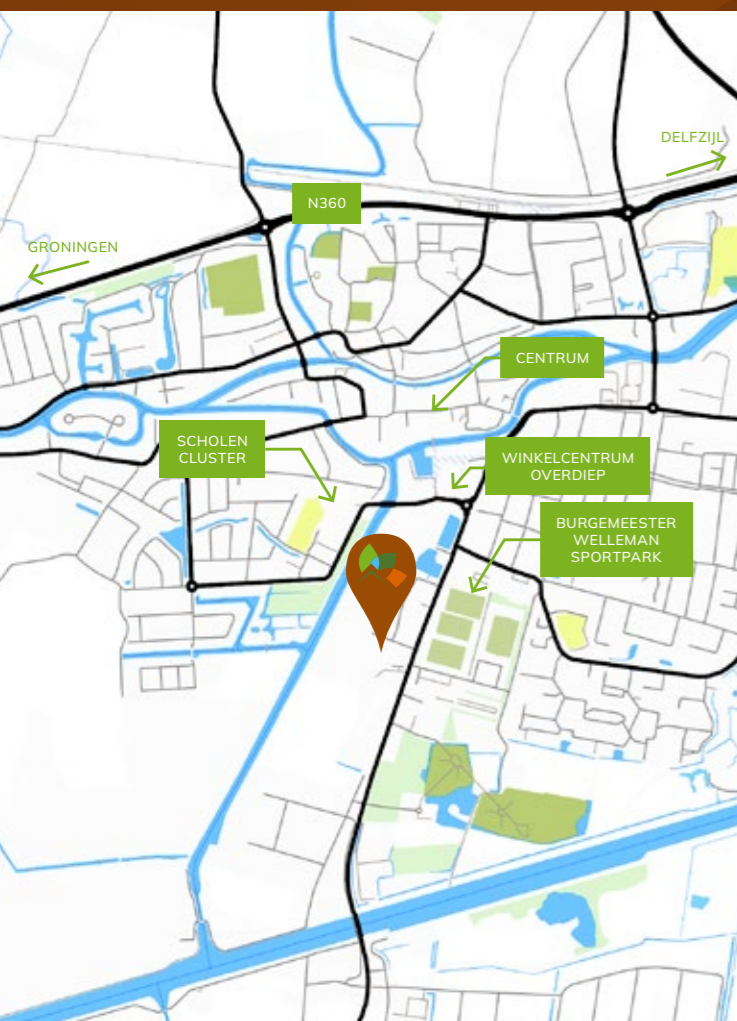 DELFZIJL
N360
GRONINGEN
CENTRUM
SCHOLEN
CLUSTER
WINKELCENTRUM
OVERDIEP
BURGEMEESTER
WELLEMAN
SPORTPARK